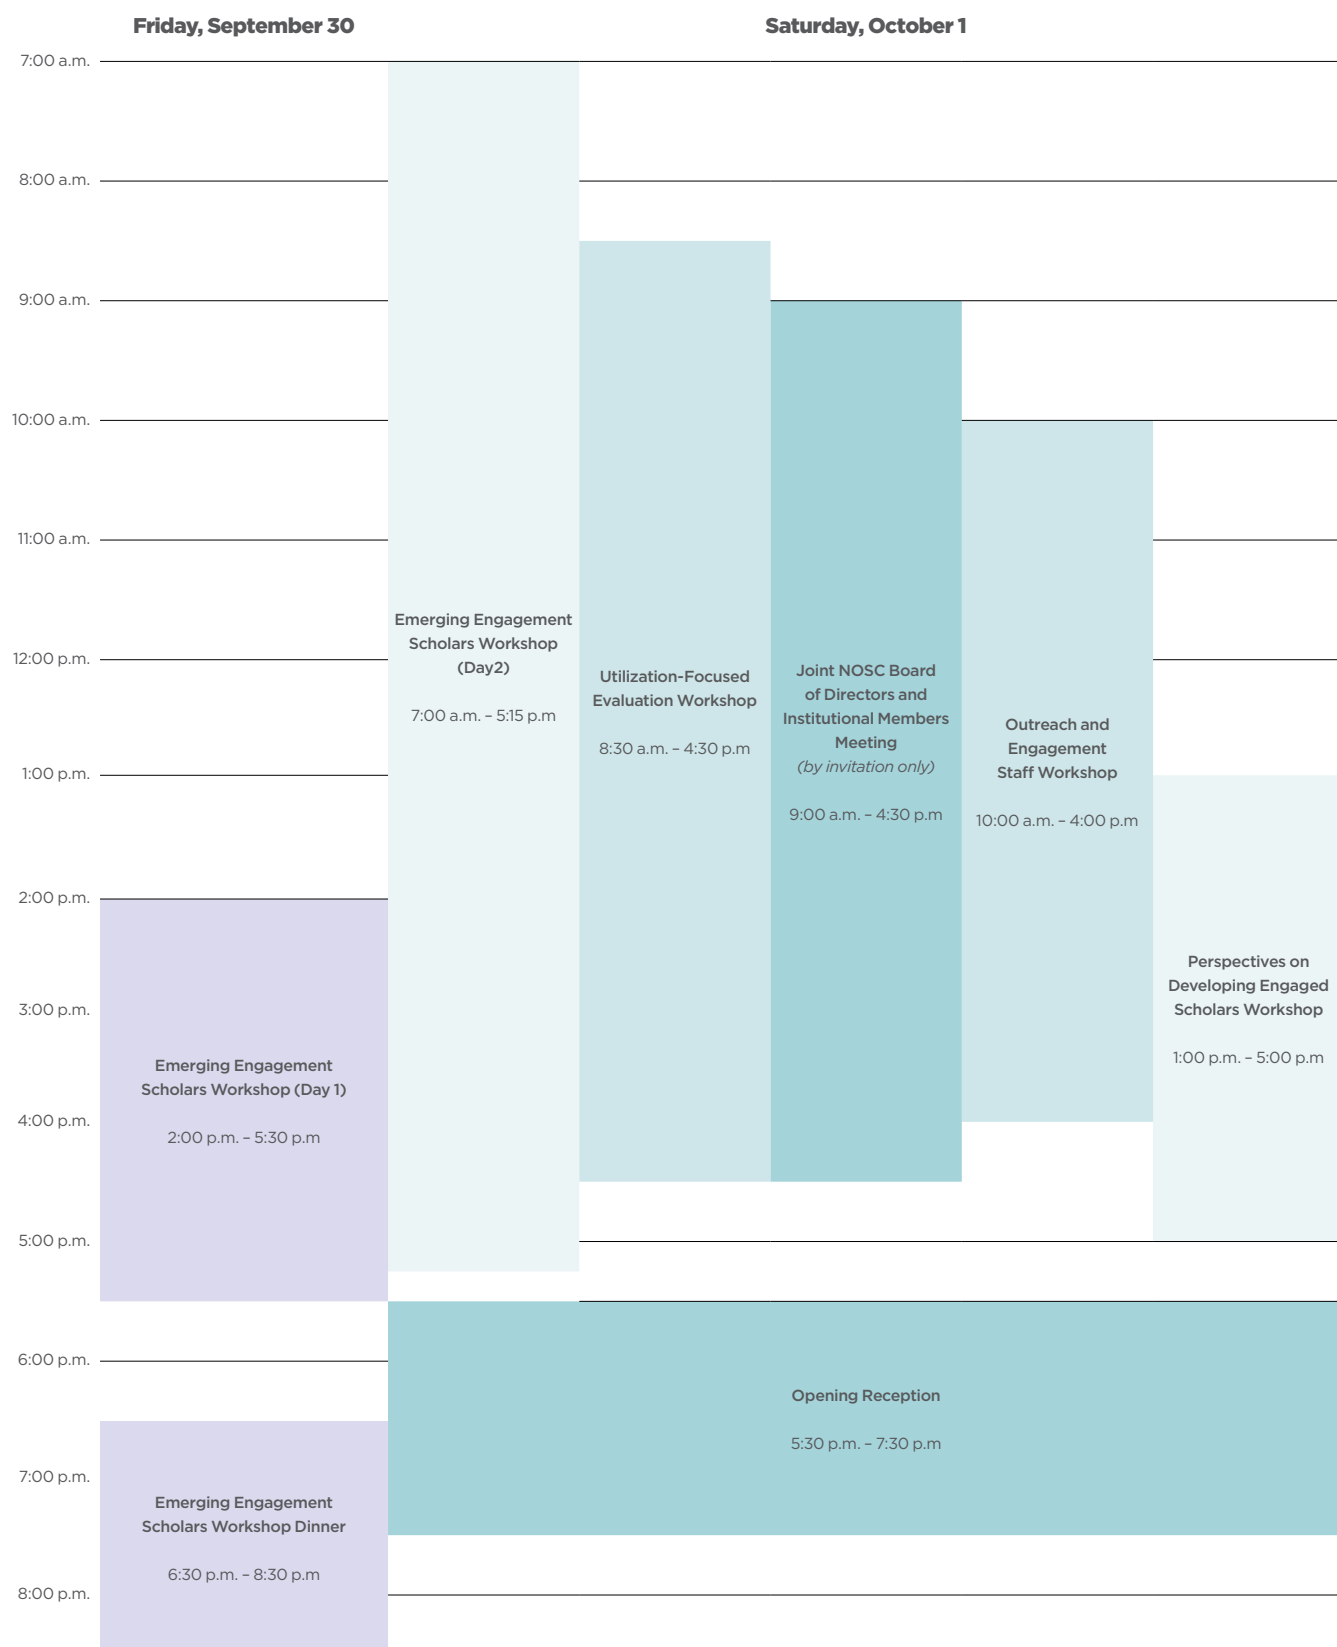 Friday, September 30
Saturday, October 1
7:00 a.m.
8:00 a.m.
9:00 a.m.
10:00 a.m.
11:00 a.m.
12:00 p.m.
1:00 p.m.
2:00 p.m.
3:00 p.m.
4:00 p.m.
5:00 p.m.
6:00 p.m.
7:00 p.m.
8:00 p.m.
Emerging Engagement
Scholars Workshop (Day 1)
2:00 p.m. – 5:30 p.m
Emerging Engagement
Scholars Workshop Dinner
6:30 p.m. – 8:30 p.m
Emerging Engagement
Scholars Workshop
(Day2)
7:00 a.m. – 5:15 p.m
Utilization-Focused
Evaluation Workshop
8:30 a.m. – 4:30 p.m
Joint NOSC Board
of Directors and
Institutional Members
Meeting
(by invitation only)
9:00 a.m. – 4:30 p.m
Outreach and
Engagement
Staff Workshop
10:00 a.m. – 4:00 p.m
Perspectives on
Developing Engaged
Scholars Workshop
1:00 p.m. – 5:00 p.m
Opening Reception
5:30 p.m. – 7:30 p.m